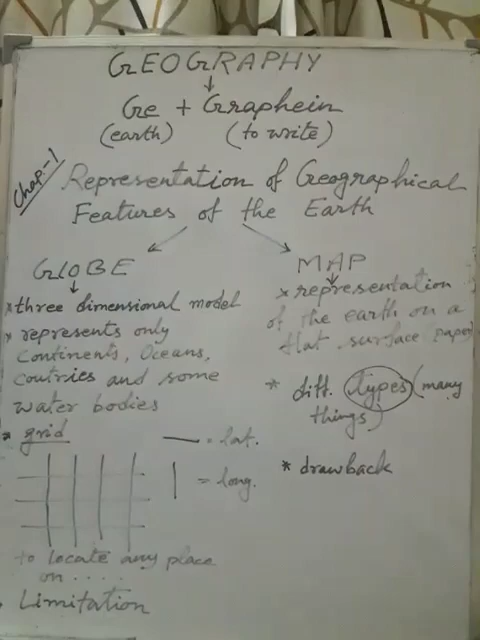 GEOGRAPHY
↓
Ge + Graphein
(earth) (to write)
Chap-1
Representation of Geographical
Features of the Earth
GLOBE
↓
* three dimensional model
* represents only
Continents, Oceans,
coutries and some
water bodies
* grid
— = lat.
| = long.
to locate any place
on ....
. Limitation
MAP
↓
* representation
of the earth on a
flat surface (paper)
* diff. types (many
things)
* drawback